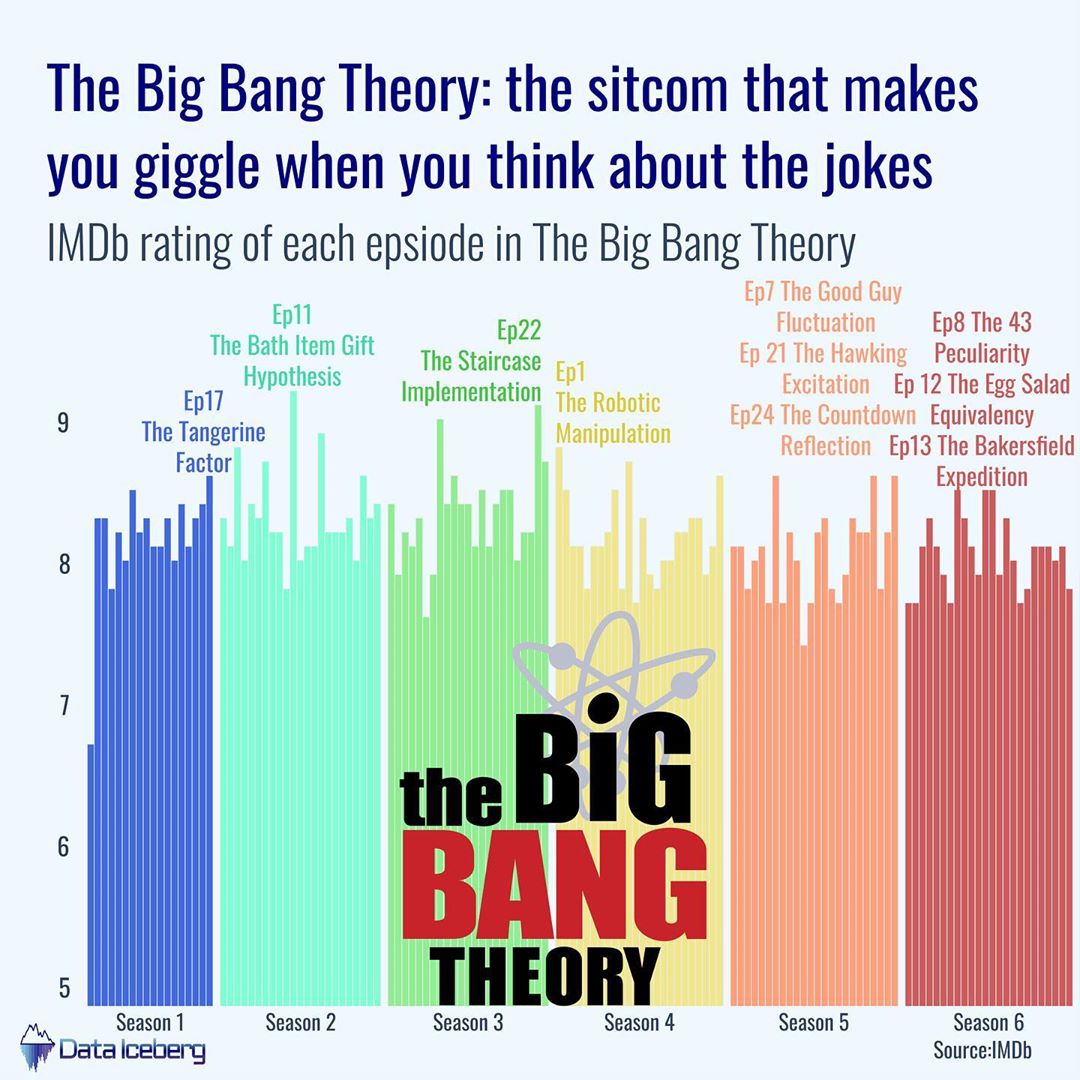 The Big Bang Theory: the sitcom that makes
you giggle when you think about the jokes
IMDb rating of each epsiode in The Big Bang Theory
Ep17
The Tangerine
Factor
Ep11
The Bath Item Gift
Hypothesis
Ep22
The Staircase
Implementation
Ep1
The Robotic
Manipulation
Ep7 The Good Guy
Fluctuation
Ep 21 The Hawking
Excitation
Ep24 The Countdown
Reflection
Ep8 The 43
Peculiarity
Ep 12 The Egg Salad
Equivalency
Ep13 The Bakersfield
Expedition
9
8
7
6
5
the BiG
BANG
THEORY
Season 1
Season 2
Season 3
Season 4
Season 5
Season 6
Source:IMDb
Data Iceberg